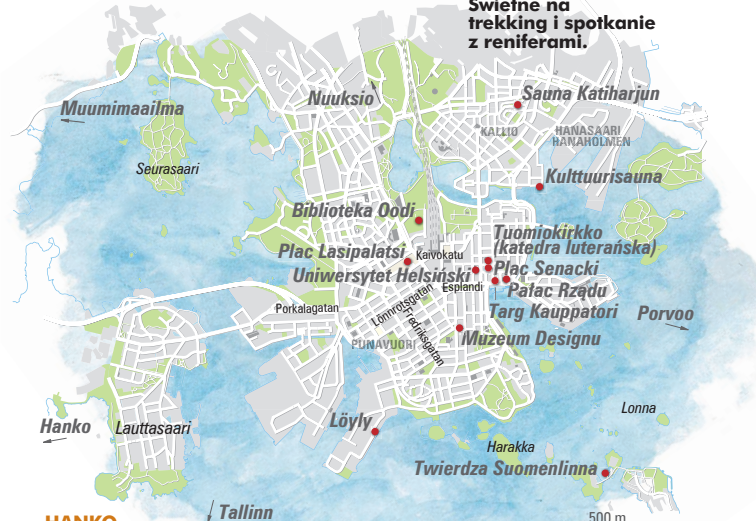 Świetne na
trekking i spotkanie
z reniferami.
Nuuksio
Sauna Katiharjun
Muumimaailma
KALLIO
HANASAARI
HANAHOLMEN
Seurasaari
Kulttuurisauna
Biblioteka Oodi
Tuomiokirkko
(katedra luterańska)
Plac Lasipalatsi
Kaivokatu
Uniwersytet Helsiński
Plac Senacki
Esplandi
Pałac Rządu
Lönnrotsgatan
Porkalagatan
Fredriksgatan
Targ Kauppatori
Porvoo
PUNAVUORI
Muzeum Designu
Lonna
Hanko
Lauttasaari
Löyly
Harakka
Twierdza Suomenlinna
Tallinn
500 m
HANKO